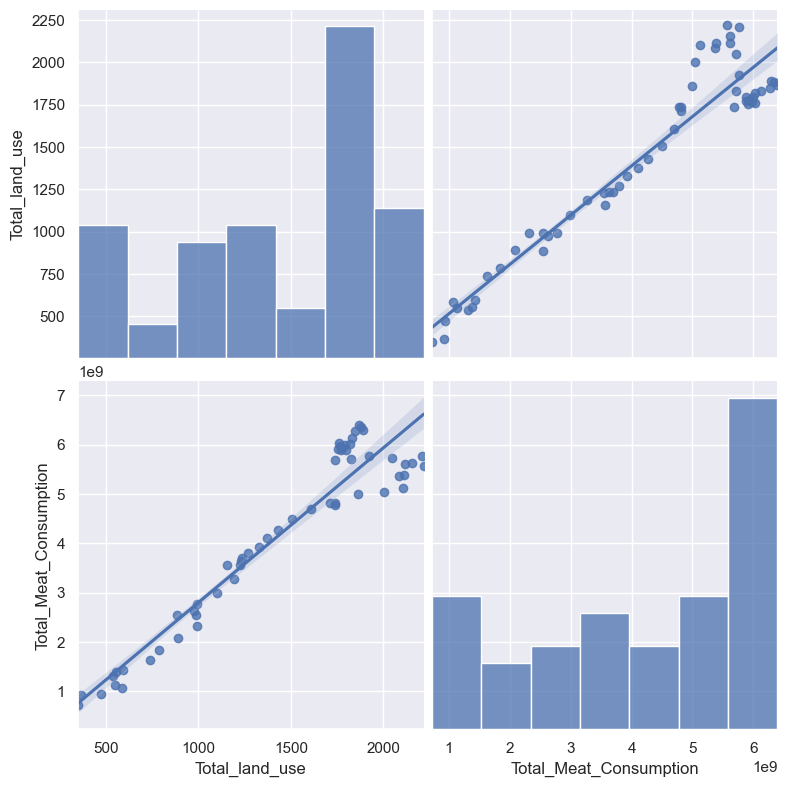 2250
2000
1750
1500
1250
1000
750
500
Total_land_use
1e9
7
6
5
4
3
2
1
Total_Meat_Consumption
500 1000 1500 2000
Total_land_use
1 2 3 4 5 6
1e9
Total_Meat_Consumption